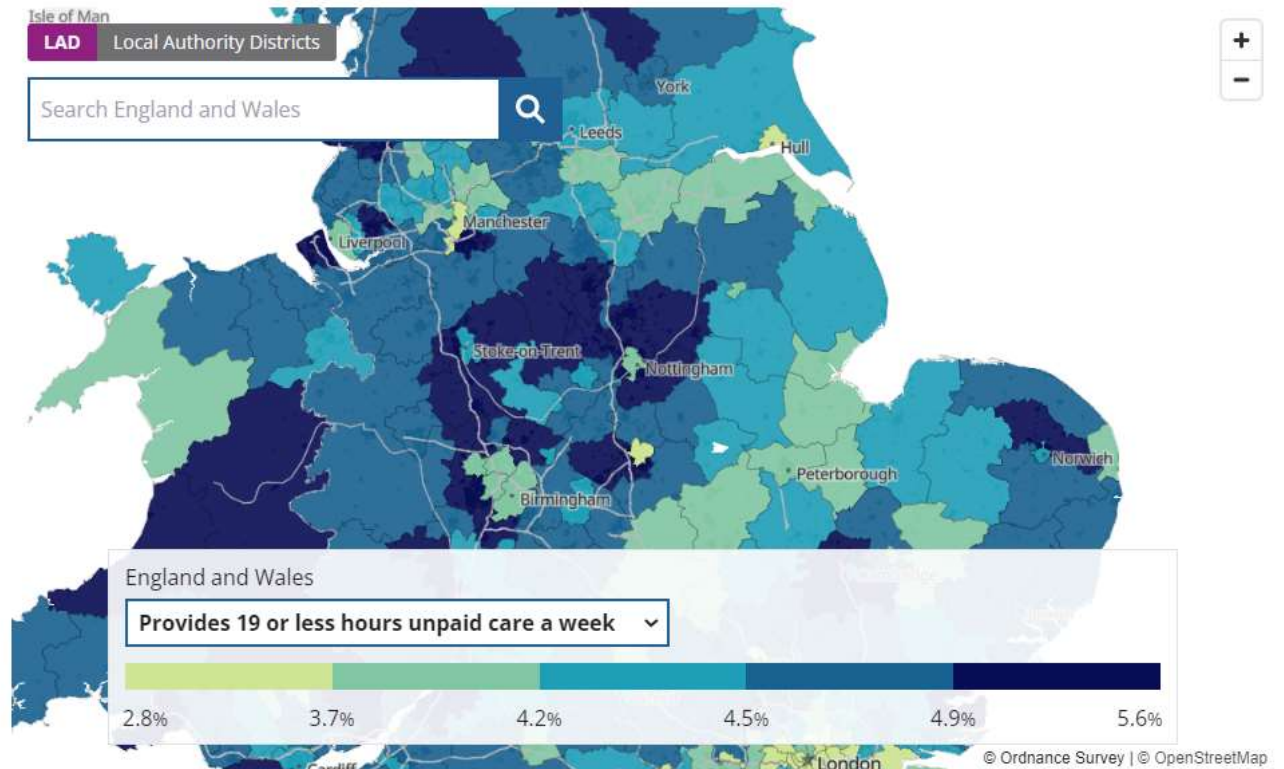 Isle of Man
LAD Local Authority Districts
Search England and Wales
+
−
York
Leeds
Hull
Manchester
Liverpool
Stoke-on-Trent
Nottingham
Norwich
Peterborough
Birmingham
England and Wales
Provides 19 or less hours unpaid care a week
2.8% 3.7% 4.2% 4.5% 4.9% 5.6%
© Ordnance Survey | © OpenStreetMap
Cardiff
London